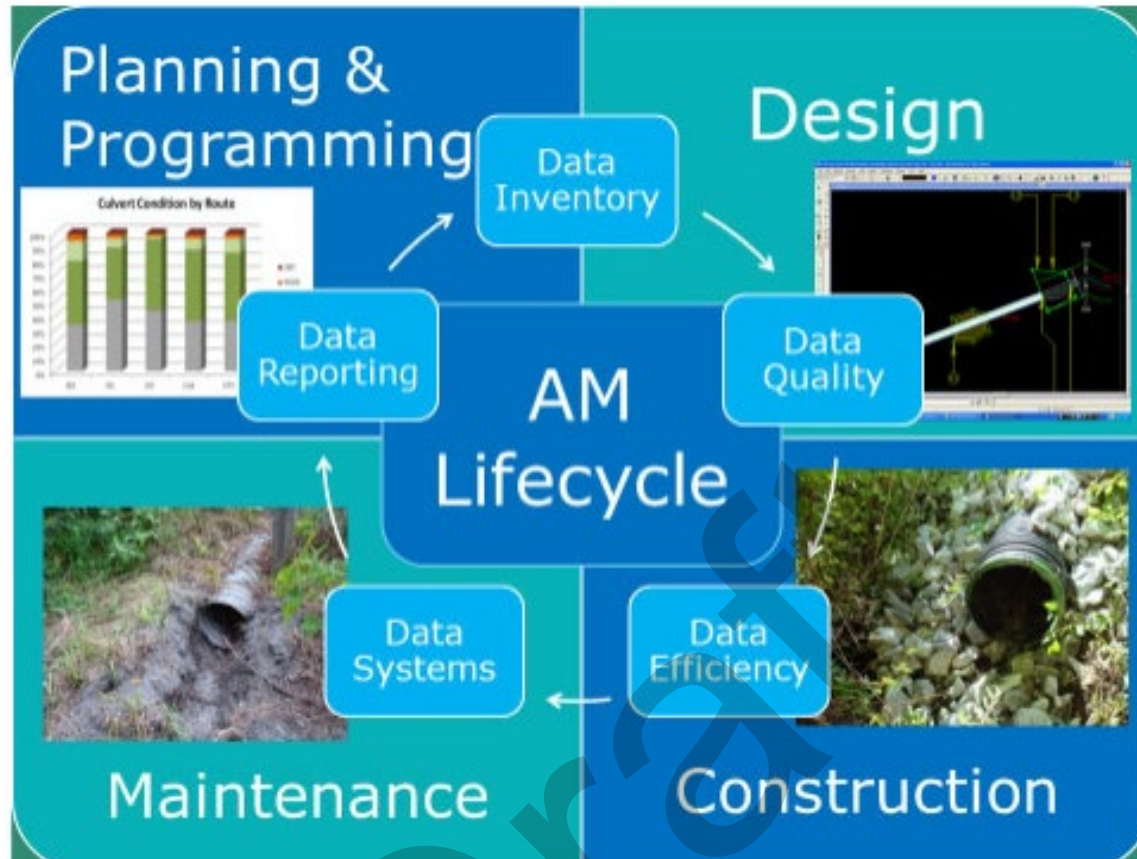 Planning &
Programming
Design
Data
Inventory
Culvert Condition by Route
Data
Reporting
Data
Quality
AM
Lifecycle
Data
Systems
Data
Efficiency
Maintenance
Construction
Draft